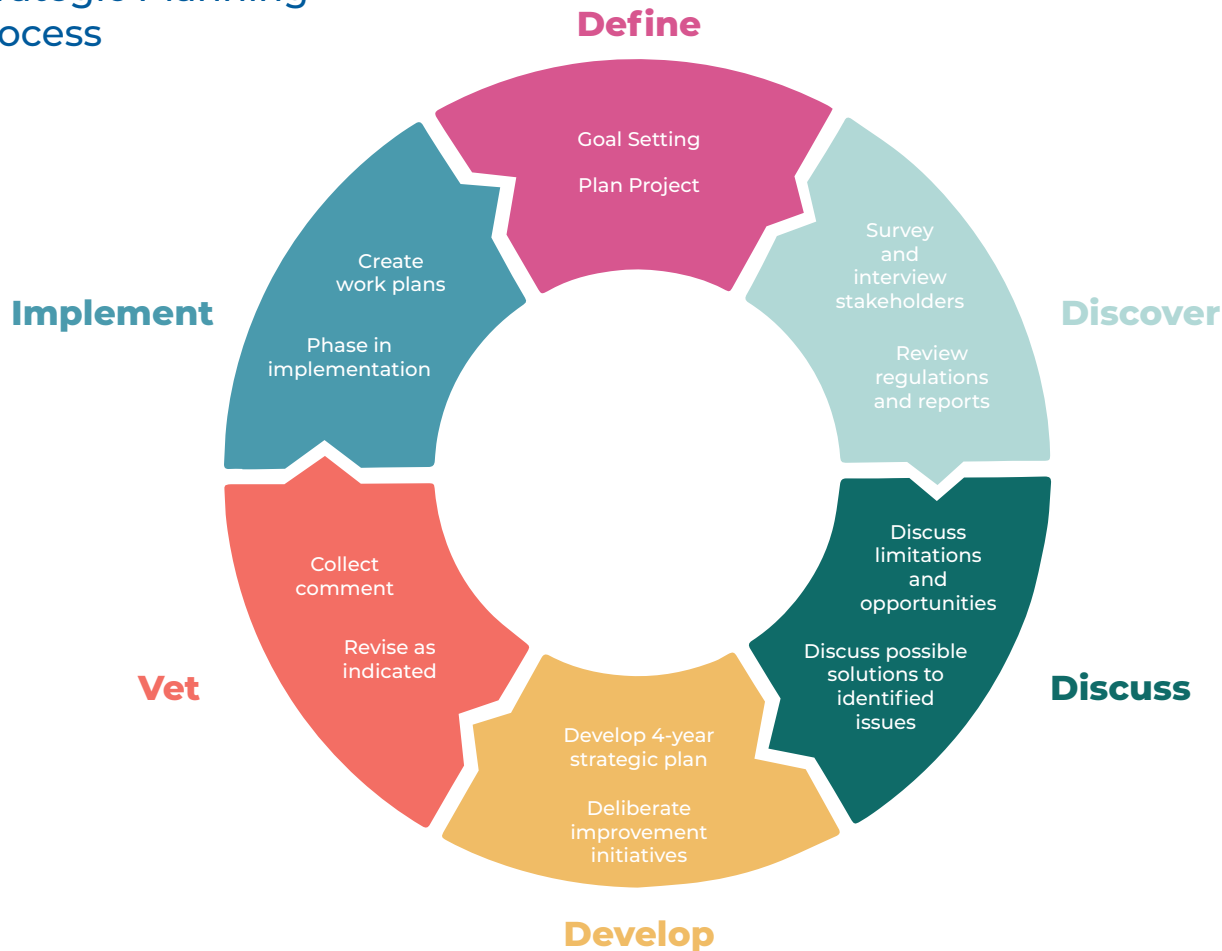 Planning
Define
Goal Setting
Plan Project
Survey
and
interview
stakeholders
Review
regulations
and reports
Discover
Discuss
limitations
and
opportunities
Discuss possible
solutions to
identified
issues
Discuss
Develop 4-year
strategic plan
Deliberate
improvement
initiatives
Develop
Collect
comment
Revise as
indicated
Vet
Create
work plans
Phase in
implementation
Implement